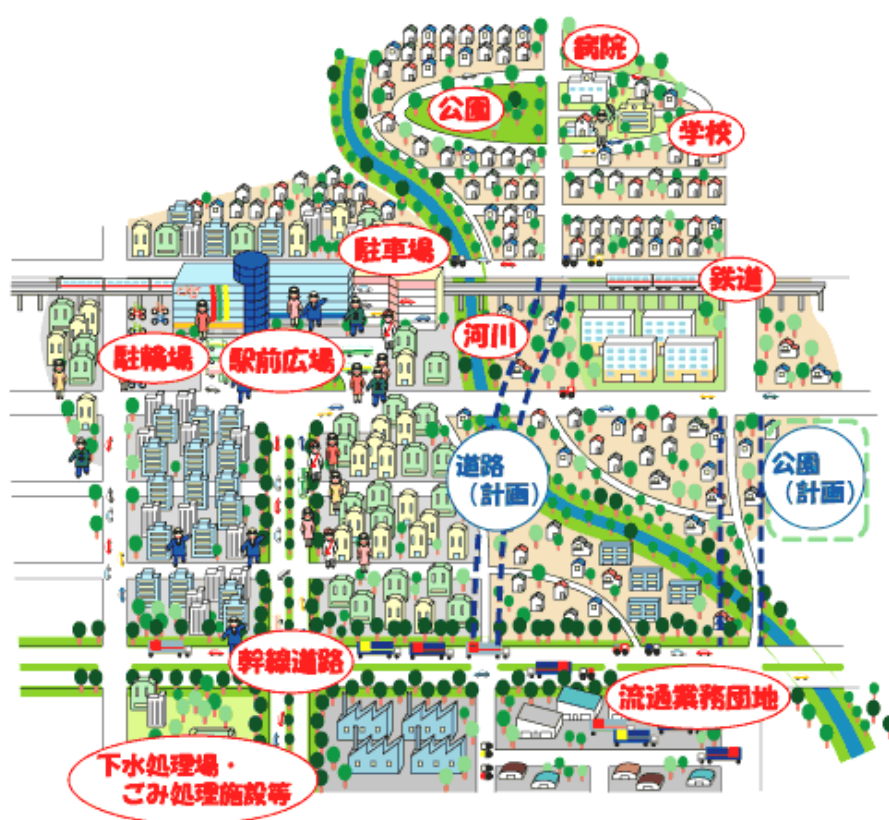 病院
公園
学校
駐車場
鉄道
河川
駐輪場
駅前広場
道路
(計画)
公園
(計画)
幹線道路
流通業務団地
下水処理場・
ごみ処理施設等